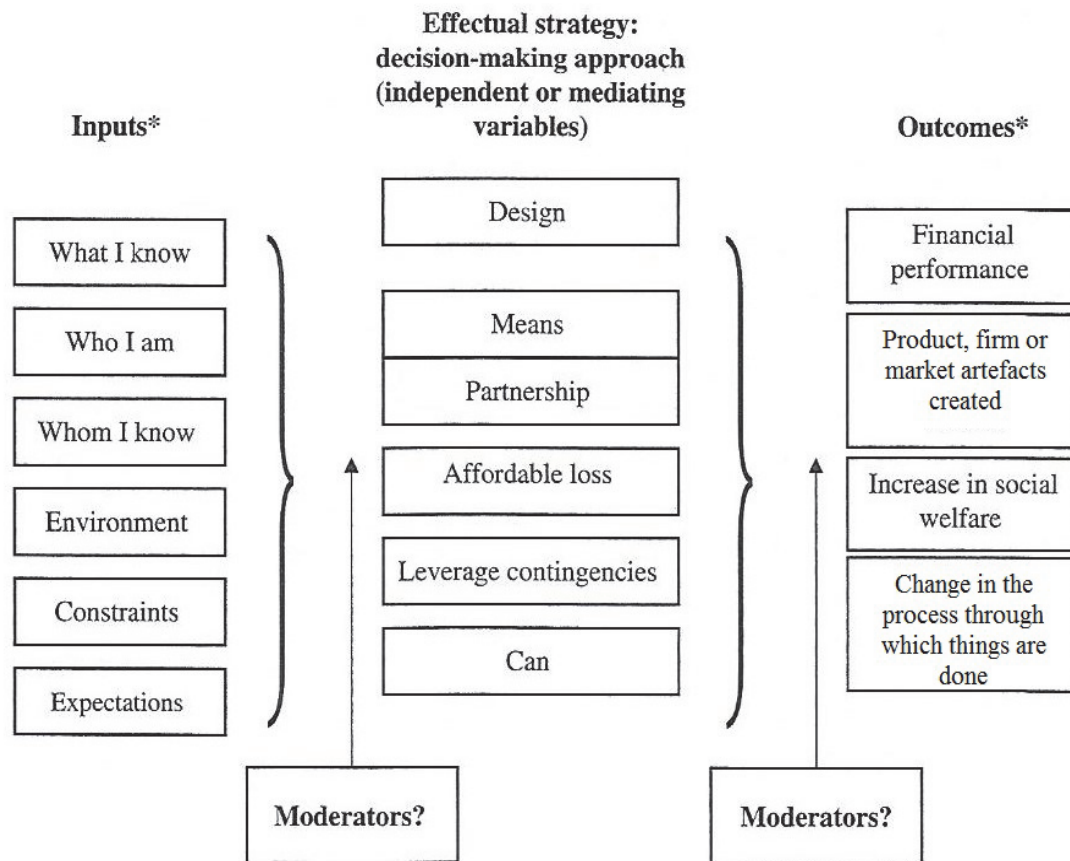 Effectual strategy:
decision-making approach
(independent or mediating
variables)
Inputs*
Outcomes*
What I know
Who I am
Whom I know
Environment
Constraints
Expectations
Design
Means
Partnership
Affordable loss
Leverage contingencies
Can
Financial
performance
Product, firm or
market artefacts
created
Increase in social
welfare
Change in the
process through
which things are
done
Moderators?
Moderators?